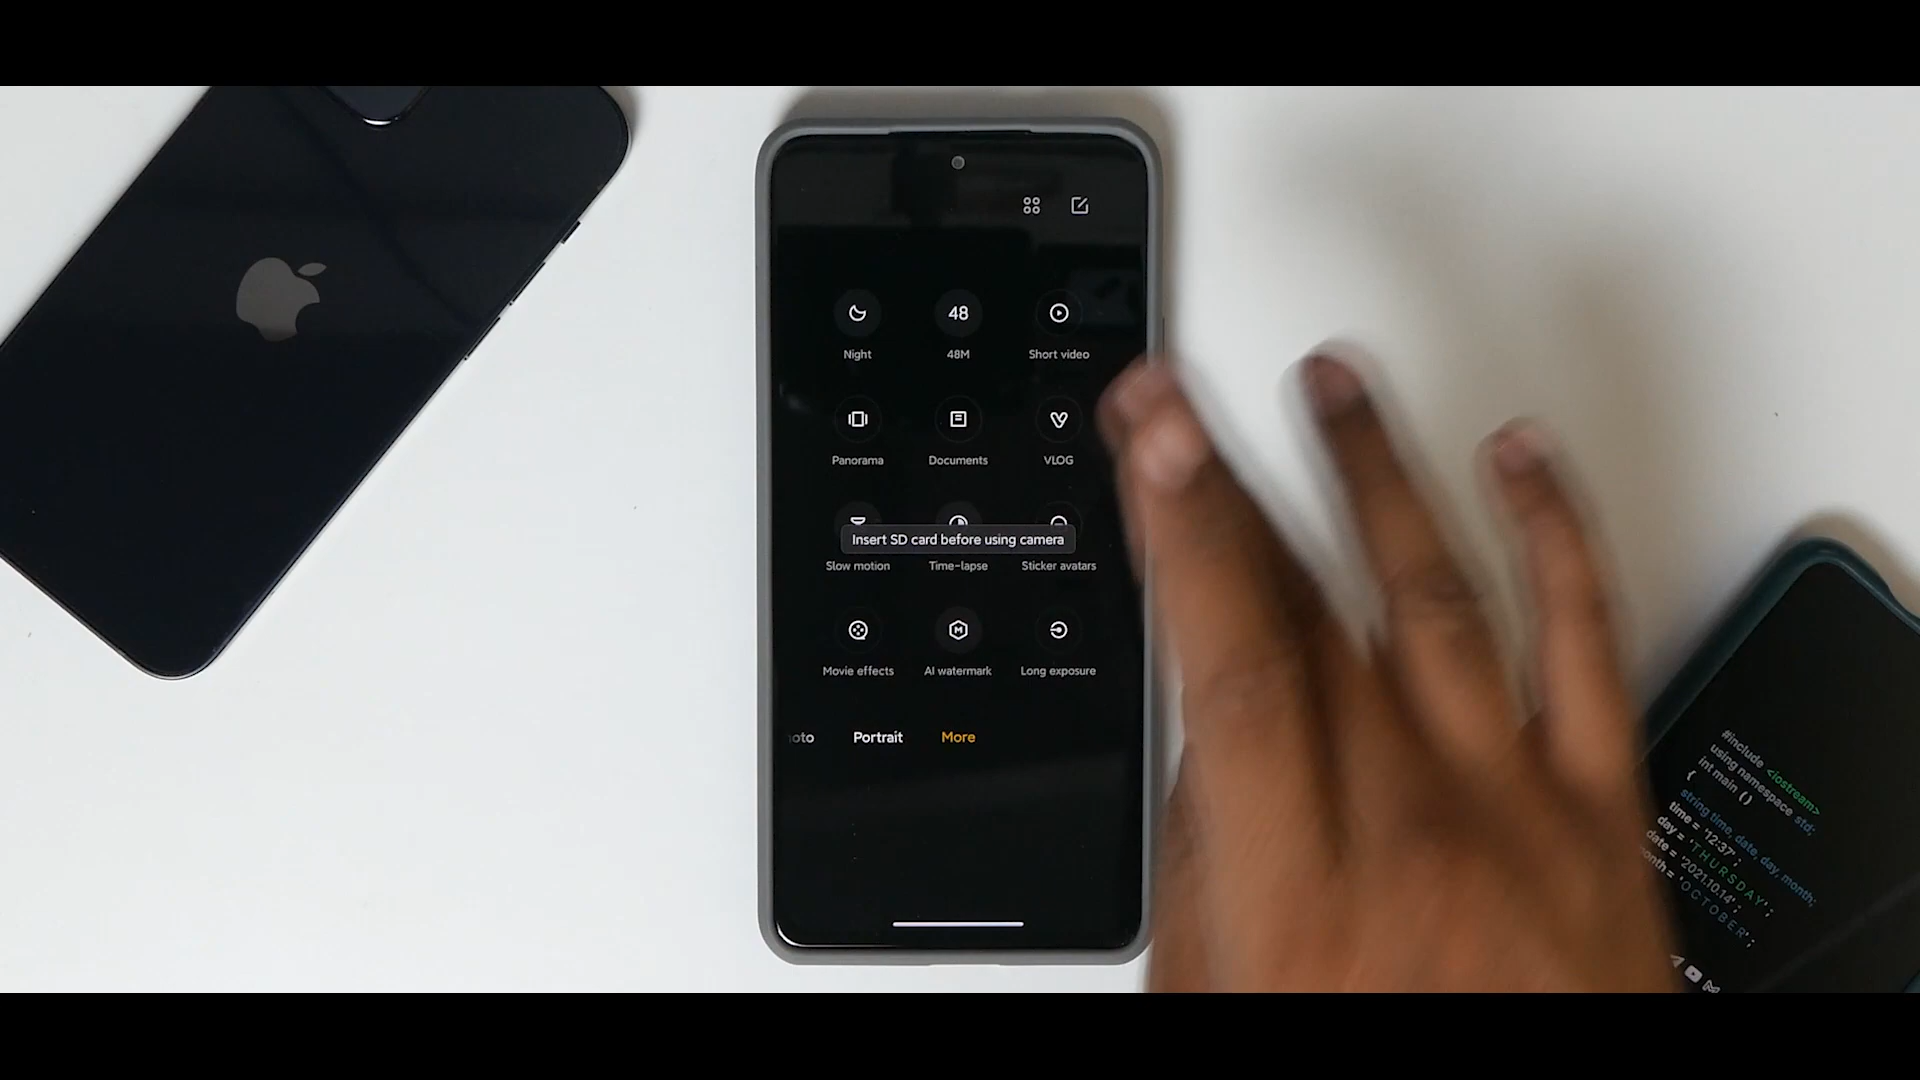 48
Night
48M
Short video
Panorama
Documents
VLOG
Insert SD card before using camera
Slow motion
Time-lapse
Sticker avatars
Movie effects
AI watermark
Long exposure
oto
Portrait
More
#include <iostream>
using namespace std;
int main ()
{
string time, date, day, month;
time = '12:37';
day = 'THURSDAY';
date = '2021.10.14';
month = 'OCTOBER';